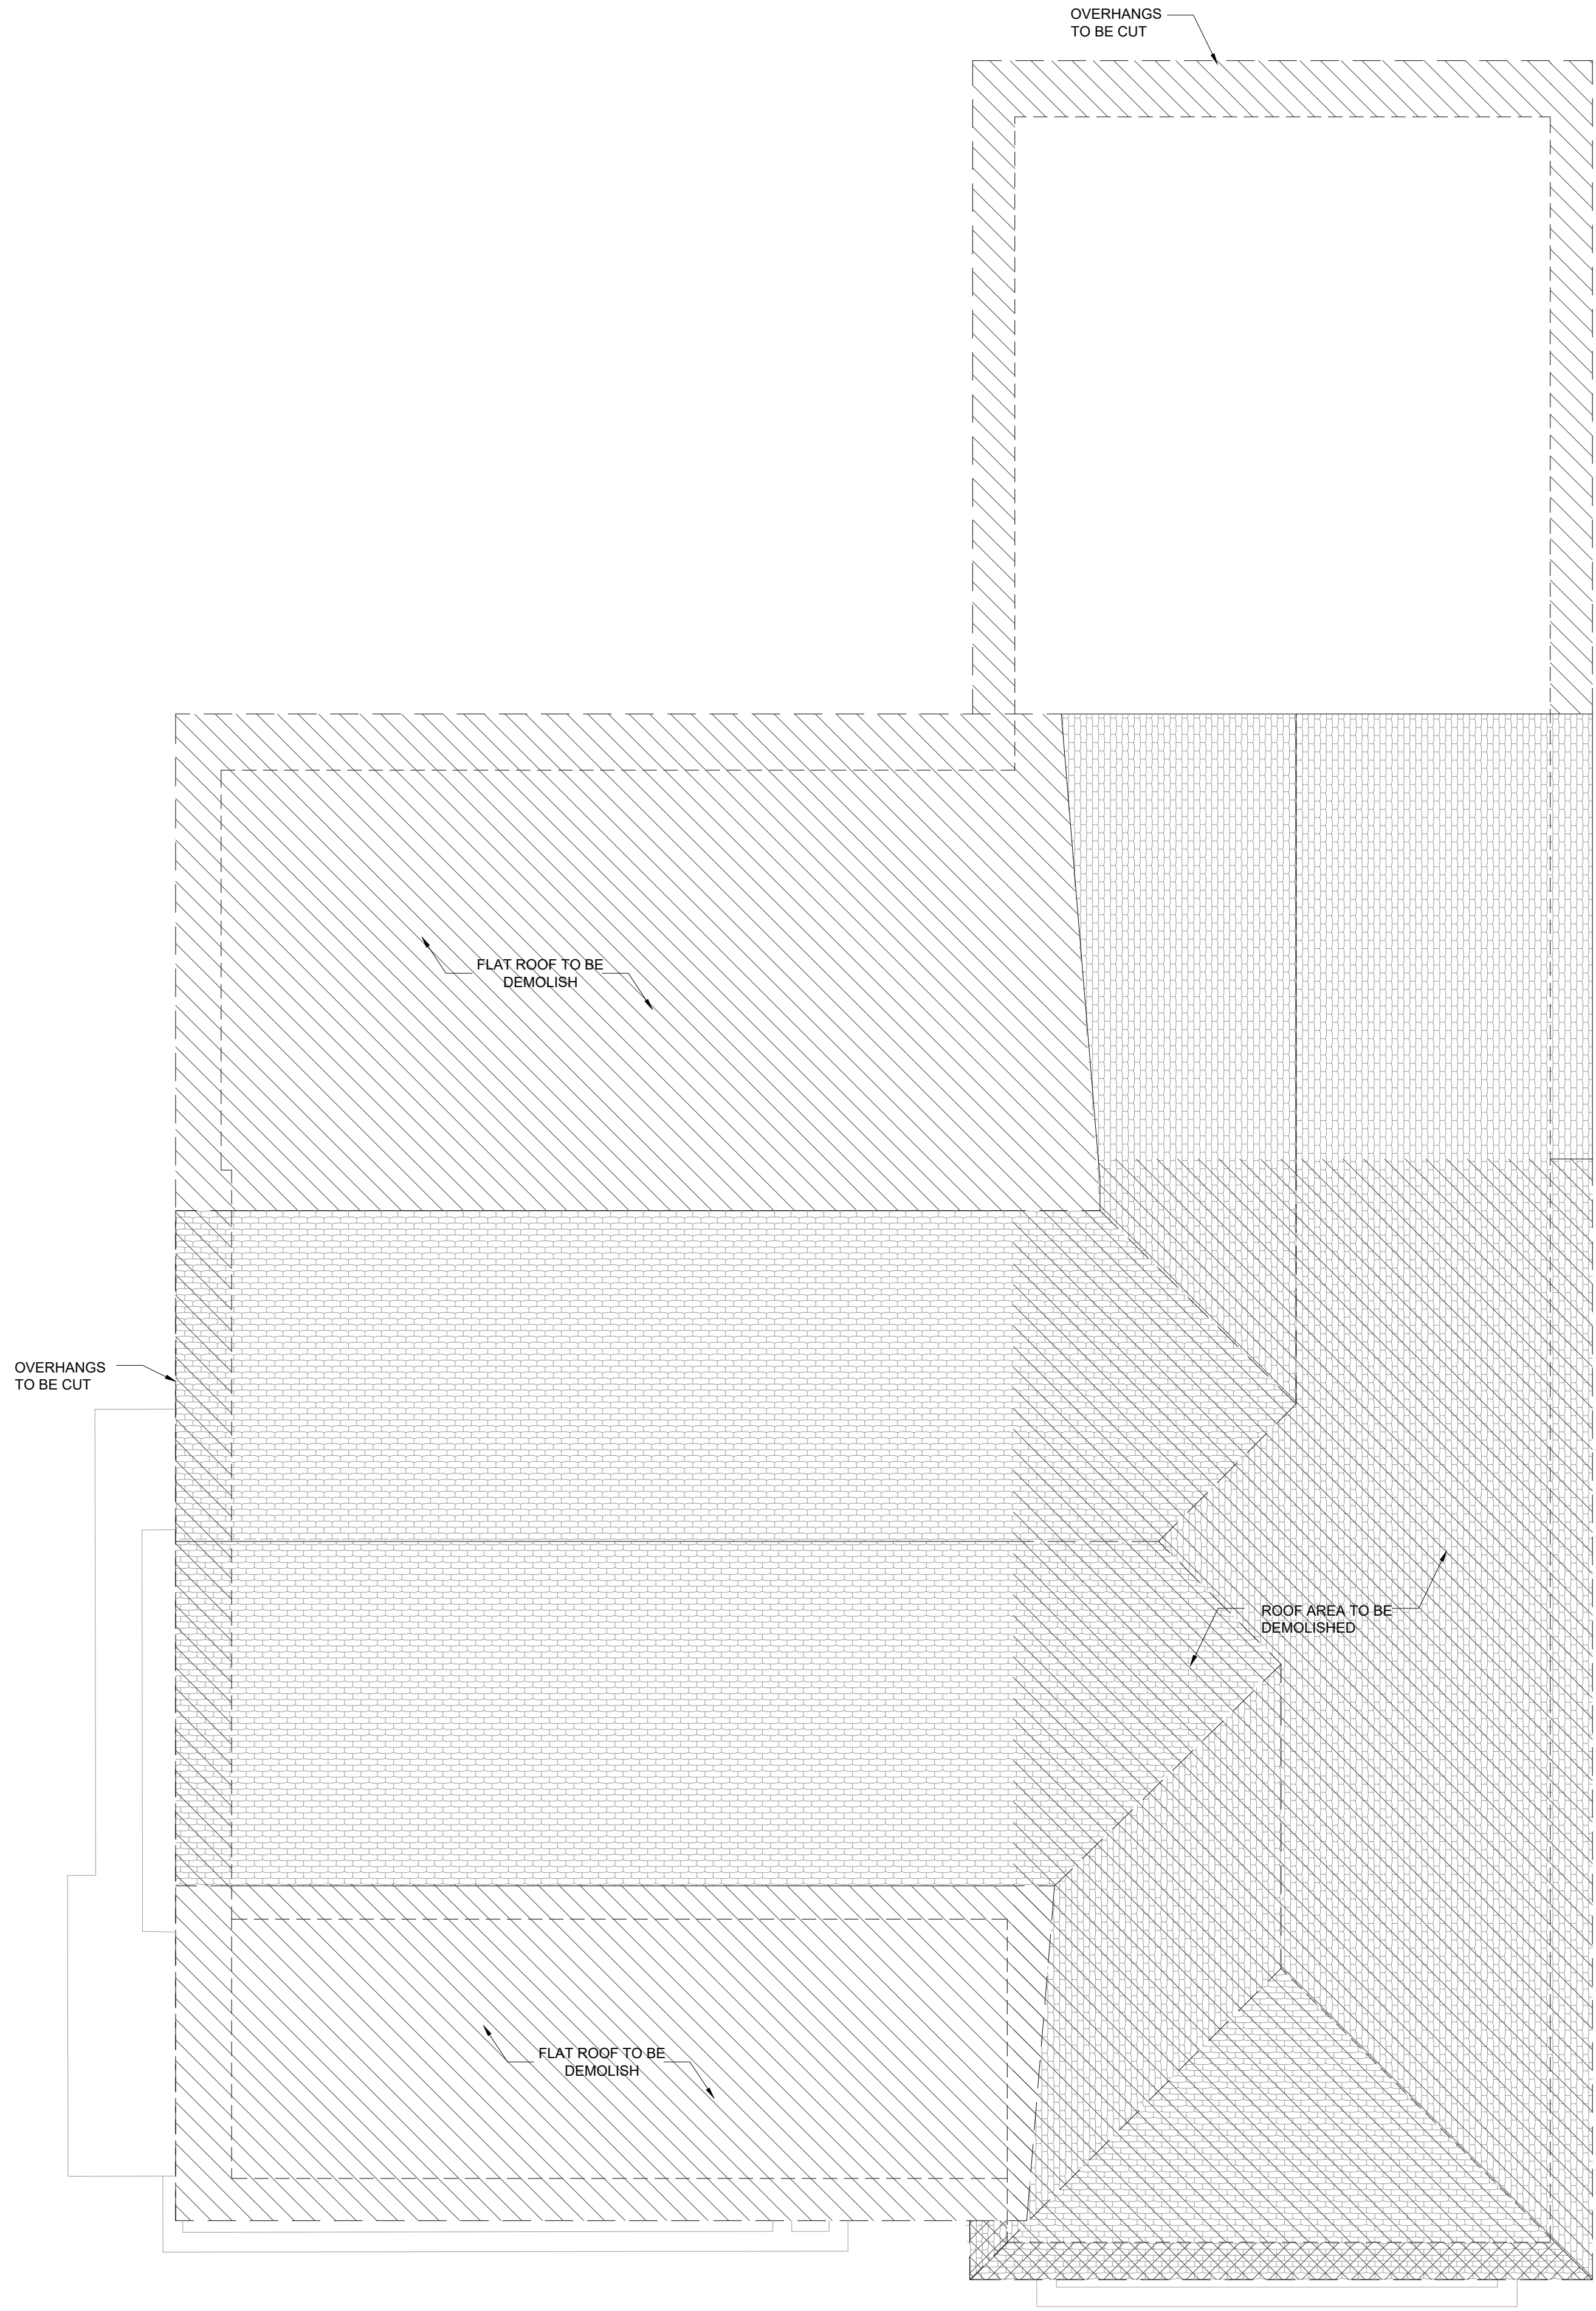 OVERHANGS
TO BE CUT
FLAT ROOF TO BE
DEMOLISH
OVERHANGS
TO BE CUT
ROOF AREA TO BE
DEMOLISHED
FLAT ROOF TO BE
DEMOLISH